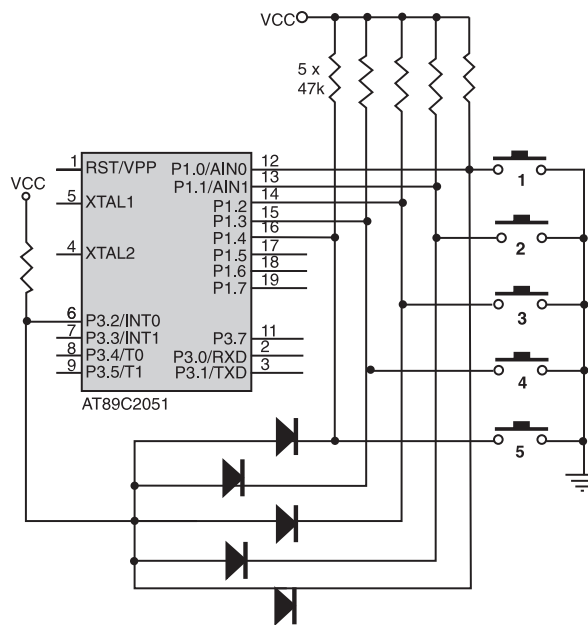 VCC
5 x
47k
1
RST/VPP
P1.0/AIN0
12
P1.1/AIN1
13
VCC
5
XTAL1
P1.2
14
P1.3
15
P1.4
16
4
XTAL2
P1.5
17
P1.6
18
P1.7
19
6
P3.2/INT0
7
P3.3/INT1
P3.7
11
8
P3.4/T0
P3.0/RXD
2
9
P3.5/T1
P3.1/TXD
3
AT89C2051
1
2
3
4
5